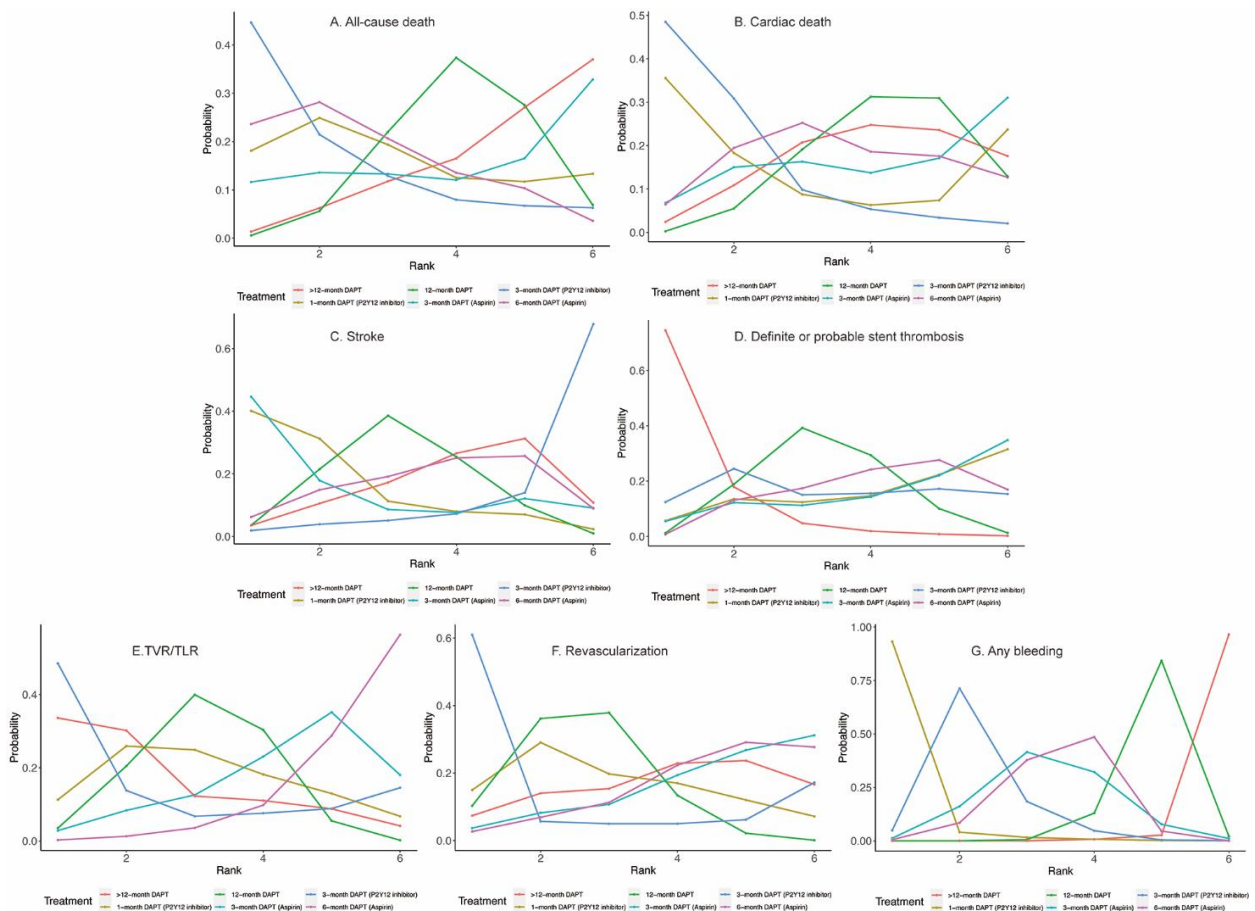 A. All-cause death
Probability
0.4
0.3
0.2
0.1
0.0
2 4 6
Rank
Treatment
>12-month DAPT 12-month DAPT 3-month DAPT (P2Y12 inhibitor)
1-month DAPT (P2Y12 inhibitor) 3-month DAPT (Aspirin) 6-month DAPT (Aspirin)
B. Cardiac death
Probability
0.5
0.4
0.3
0.2
0.1
0.0
2 4 6
Rank
Treatment
>12-month DAPT 12-month DAPT 3-month DAPT (P2Y12 inhibitor)
1-month DAPT (P2Y12 inhibitor) 3-month DAPT (Aspirin) 6-month DAPT (Aspirin)
C. Stroke
Probability
0.6
0.4
0.2
0.0
2 4 6
Rank
Treatment
>12-month DAPT 12-month DAPT 3-month DAPT (P2Y12 inhibitor)
1-month DAPT (P2Y12 inhibitor) 3-month DAPT (Aspirin) 6-month DAPT (Aspirin)
D. Definite or probable stent thrombosis
Probability
0.6
0.4
0.2
0.0
2 4 6
Rank
Treatment
>12-month DAPT 12-month DAPT 3-month DAPT (P2Y12 inhibitor)
1-month DAPT (P2Y12 inhibitor) 3-month DAPT (Aspirin) 6-month DAPT (Aspirin)
E.TVR/TLR
Probability
0.4
0.2
0.0
2 4 6
Rank
Treatment
>12-month DAPT 12-month DAPT 3-month DAPT (P2Y12 inhibitor)
1-month DAPT (P2Y12 inhibitor) 3-month DAPT (Aspirin) 6-month DAPT (Aspirin)
F. Revascularization
Probability
0.6
0.4
0.2
0.0
2 4 6
Rank
Treatment
>12-month DAPT 12-month DAPT 3-month DAPT (P2Y12 inhibitor)
1-month DAPT (P2Y12 inhibitor) 3-month DAPT (Aspirin) 6-month DAPT (Aspirin)
G. Any bleeding
Probability
1.00
0.75
0.50
0.25
0.00
2 4 6
Rank
Treatment
>12-month DAPT 12-month DAPT 3-month DAPT (P2Y12 inhibitor)
1-month DAPT (P2Y12 inhibitor) 3-month DAPT (Aspirin) 6-month DAPT (Aspirin)